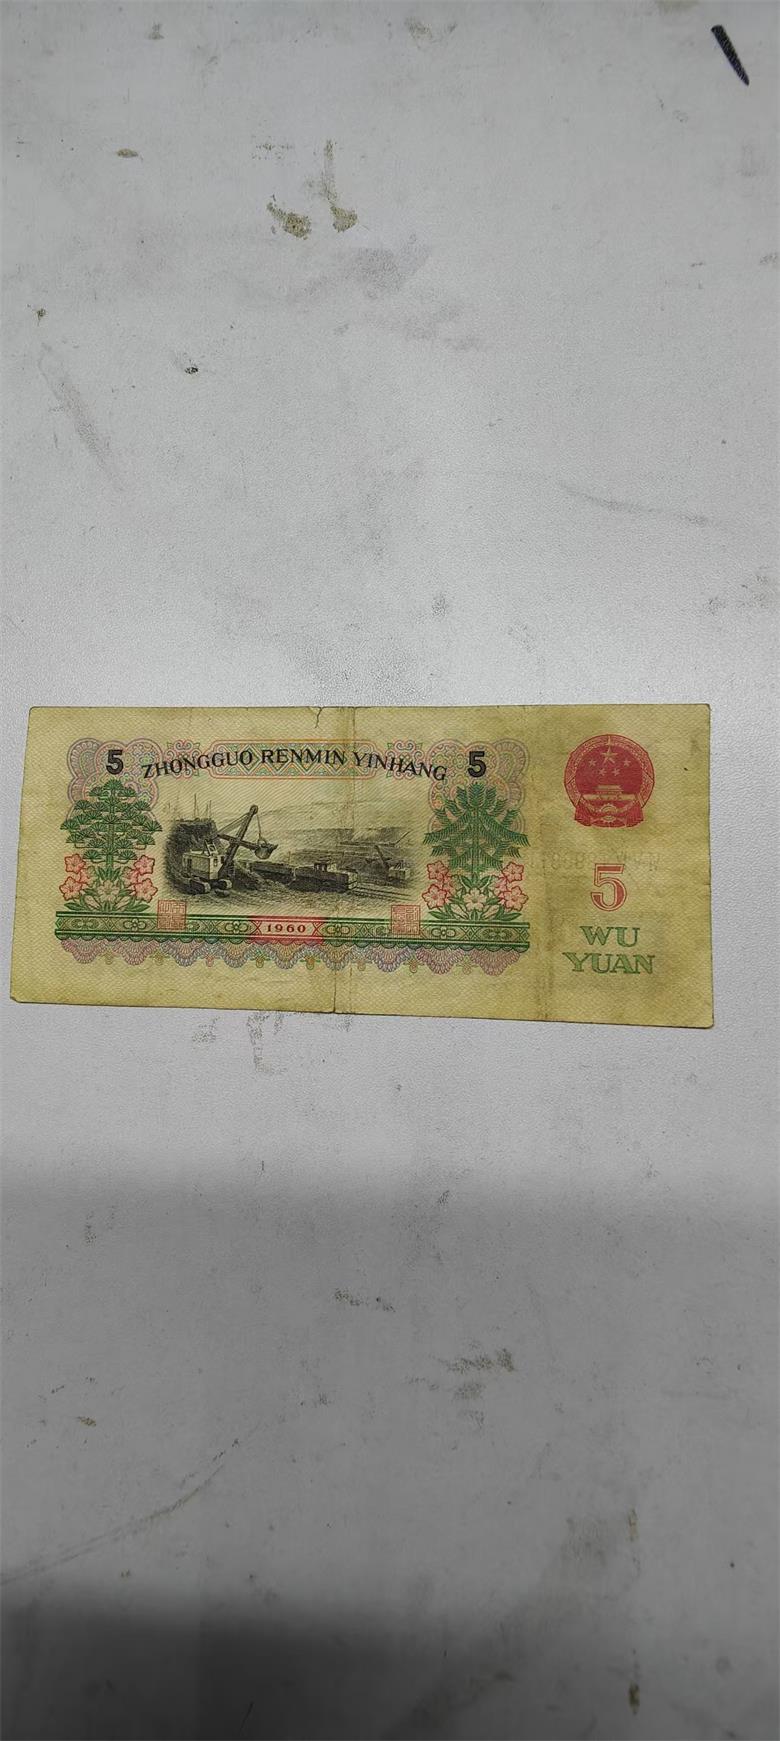 5 ZHONGGUO RENMIN YINHANG 5
1960
5
WU
YUAN